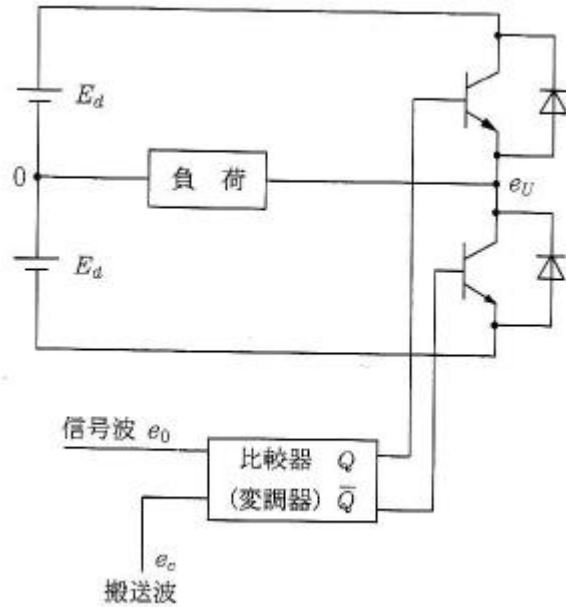 E_d
0
負 荷
e_U
E_d
信号波 e_0
比較器 Q
(変調器) \overline{Q}
e_c
搬送波